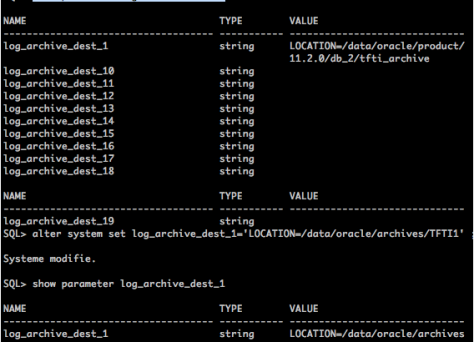 NAME TYPE VALUE
------------------------------------ ----------- ------------------------------
log_archive_dest_1 string LOCATION=/data/oracle/product/
11.2.0/db_2/tfti_archive
log_archive_dest_10 string
log_archive_dest_11 string
log_archive_dest_12 string
log_archive_dest_13 string
log_archive_dest_14 string
log_archive_dest_15 string
log_archive_dest_16 string
log_archive_dest_17 string
log_archive_dest_18 string
NAME TYPE VALUE
------------------------------------ ----------- ------------------------------
log_archive_dest_19 string
SQL> alter system set log_archive_dest_1='LOCATION=/data/oracle/archives/TFTI1' ;
Systeme modifie.
SQL> show parameter log_archive_dest_1
NAME TYPE VALUE
------------------------------------ ----------- ------------------------------
log_archive_dest_1 string LOCATION=/data/oracle/archives